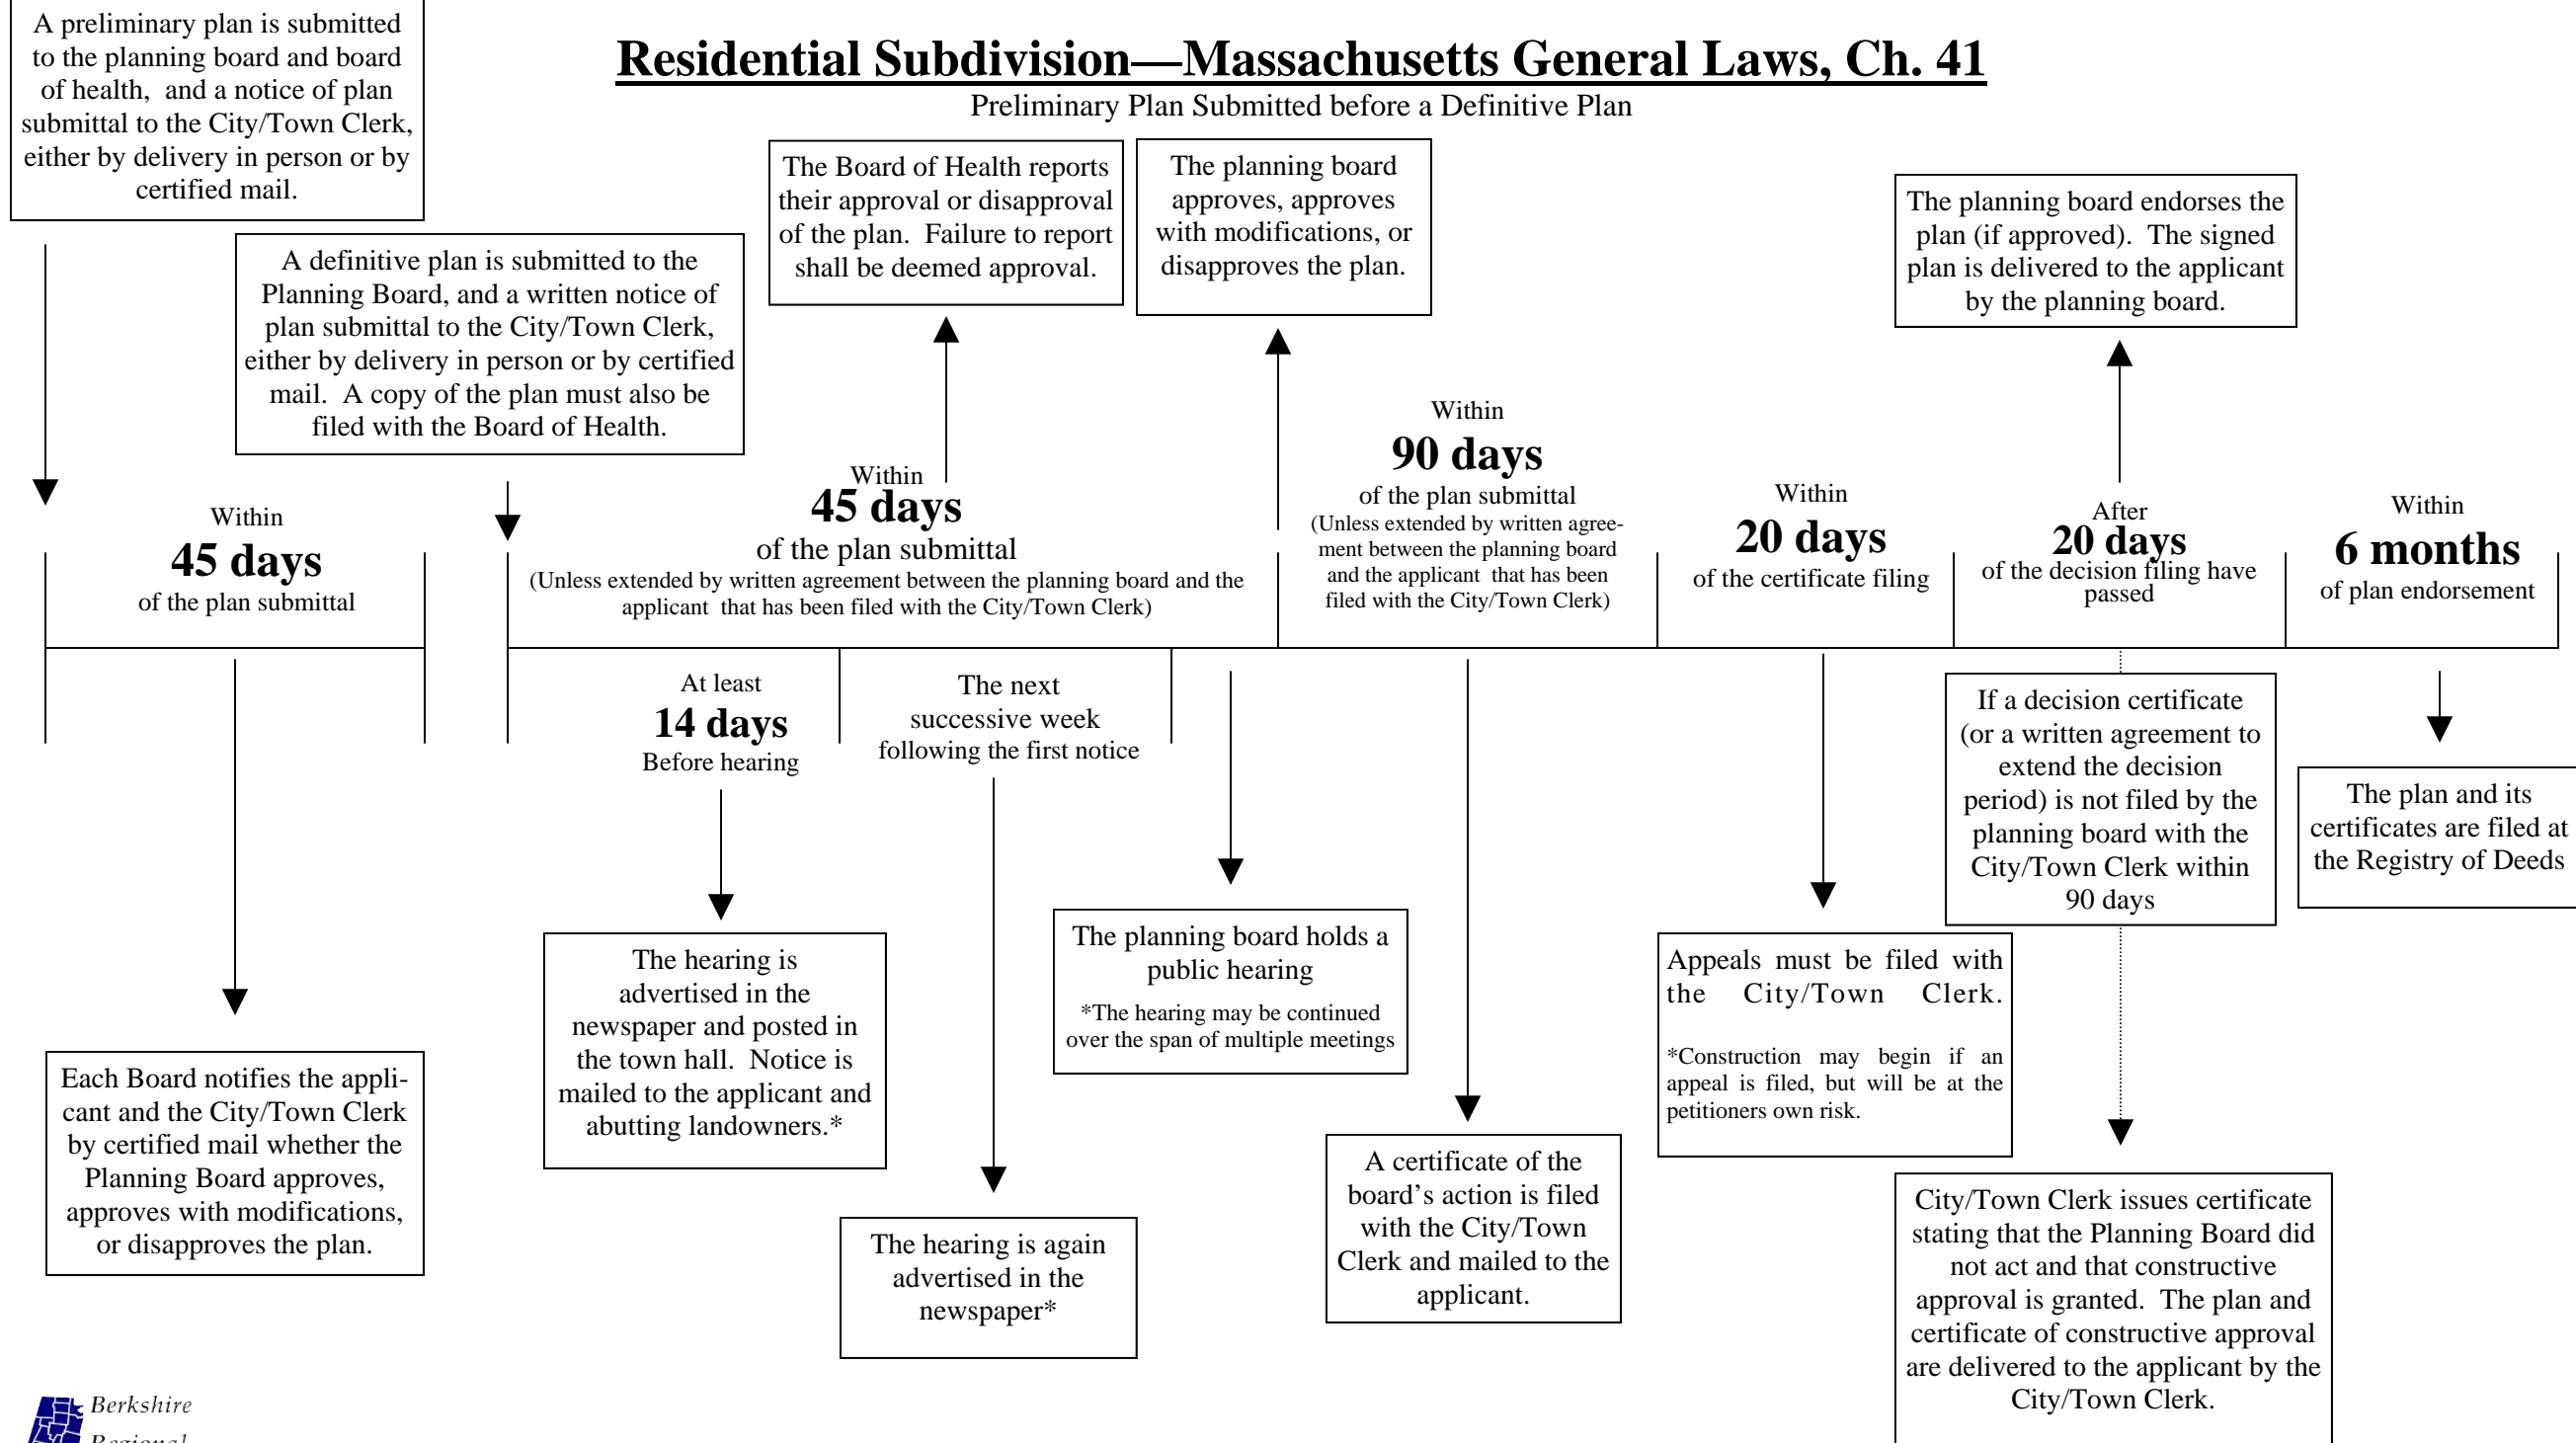 A preliminary plan is submitted
to the planning board and board
of health, and a notice of plan
submittal to the City/Town Clerk,
either by delivery in person or by
certified mail.
Residential Subdivision—Massachusetts General Laws, Ch. 41
Preliminary Plan Submitted before a Definitive Plan
A definitive plan is submitted to the
Planning Board, and a written notice of
plan submittal to the City/Town Clerk,
either by delivery in person or by certified
mail. A copy of the plan must also be
filed with the Board of Health.
The Board of Health reports
their approval or disapproval
of the plan. Failure to report
shall be deemed approval.
The planning board
approves, approves
with modifications, or
disapproves the plan.
The planning board endorses the
plan (if approved). The signed
plan is delivered to the applicant
by the planning board.
Within
45 days
of the plan submittal
Within
45 days
of the plan submittal
(Unless extended by written agreement between the planning board and the
applicant that has been filed with the City/Town Clerk)
Within
90 days
of the plan submittal
(Unless extended by written agree-
ment between the planning board
and the applicant that has been
filed with the City/Town Clerk)
Within
20 days
of the certificate filing
After
20 days
of the decision filing have
passed
Within
6 months
of plan endorsement
At least
14 days
Before hearing
The next
successive week
following the first notice
If a decision certificate
(or a written agreement to
extend the decision
period) is not filed by the
planning board with the
City/Town Clerk within
90 days
The plan and its
certificates are filed at
the Registry of Deeds
Each Board notifies the appli-
cant and the City/Town Clerk
by certified mail whether the
Planning Board approves,
approves with modifications,
or disapproves the plan.
The hearing is
advertised in the
newspaper and posted in
the town hall. Notice is
mailed to the applicant and
abutting landowners.*
The hearing is again
advertised in the
newspaper*
The planning board holds a
public hearing
*The hearing may be continued
over the span of multiple meetings
A certificate of the
board’s action is filed
with the City/Town
Clerk and mailed to the
applicant.
Appeals must be filed with
the City/Town Clerk.
*Construction may begin if an
appeal is filed, but will be at the
petitioners own risk.
City/Town Clerk issues certificate
stating that the Planning Board did
not act and that constructive
approval is granted. The plan and
certificate of constructive approval
are delivered to the applicant by the
City/Town Clerk.
Berkshire
Regional